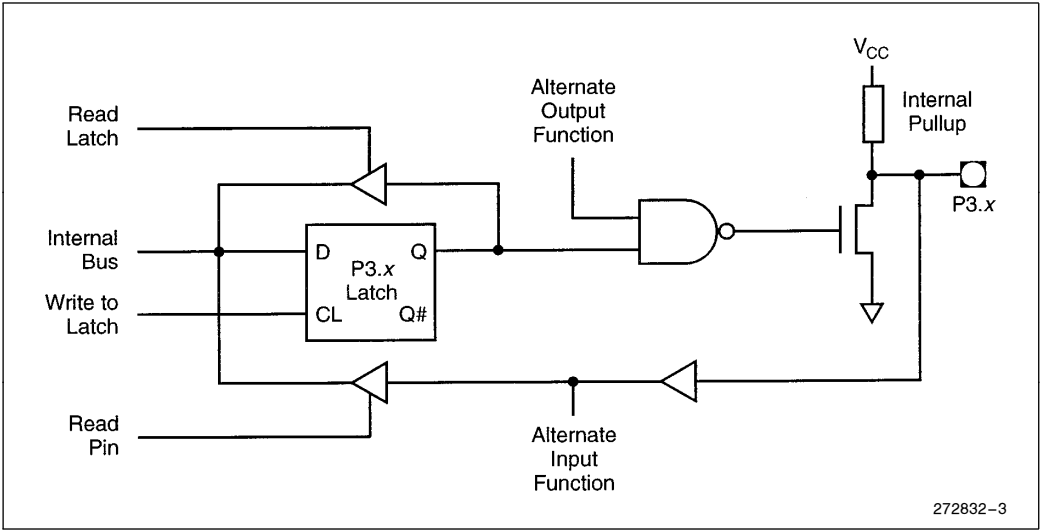 V_CC
Internal
Pullup
Alternate
Output
Function
Read
Latch
P3.x
Internal
Bus
D
Q
P3.x
Latch
Write to
Latch
CL
Q#
Read
Pin
Alternate
Input
Function
272832–3